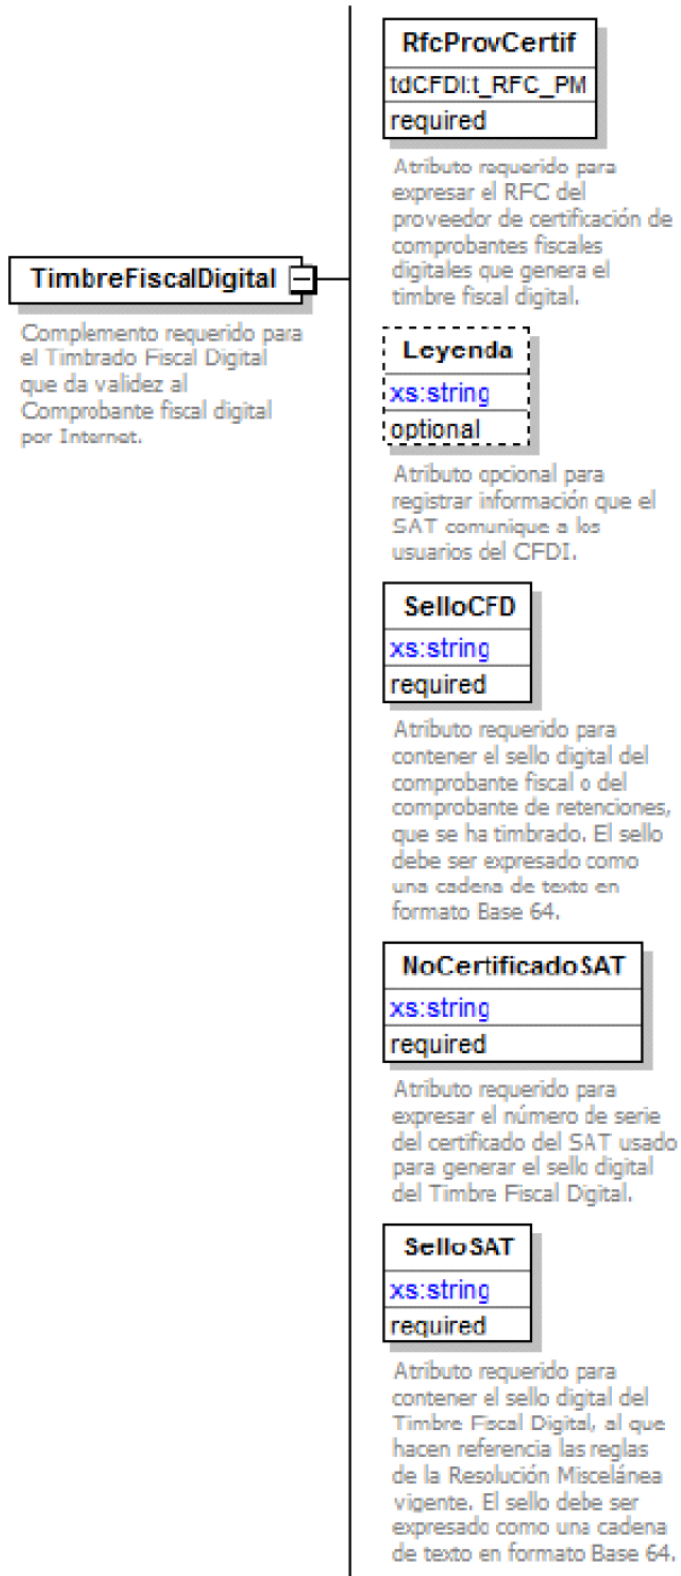 RfcProvCertif
tdCFDI:t_RFC_PM
required
Atributo requerido para
expresar el RFC del
proveedor de certificación de
comprobantes fiscales
digitales que genera el
timbre fiscal digital.
TimbreFiscalDigital
Complemento requerido para
el Timbrado Fiscal Digital
que da validez al
Comprobante fiscal digital
por Internet.
Leyenda
xs:string
optional
Atributo opcional para
registrar información que el
SAT comunique a los
usuarios del CFDI.
SelloCFD
xs:string
required
Atributo requerido para
contener el sello digital del
comprobante fiscal o del
comprobante de retenciones,
que se ha timbrado. El sello
debe ser expresado como
una cadena de texto en
formato Base 64.
NoCertificadoSAT
xs:string
required
Atributo requerido para
expresar el número de serie
del certificado del SAT usado
para generar el sello digital
del Timbre Fiscal Digital.
SelloSAT
xs:string
required
Atributo requerido para
contener el sello digital del
Timbre Fiscal Digital, al que
hacen referencia las reglas
de la Resolución Miscelánea
vigente. El sello debe ser
expresado como una cadena
de texto en formato Base 64.